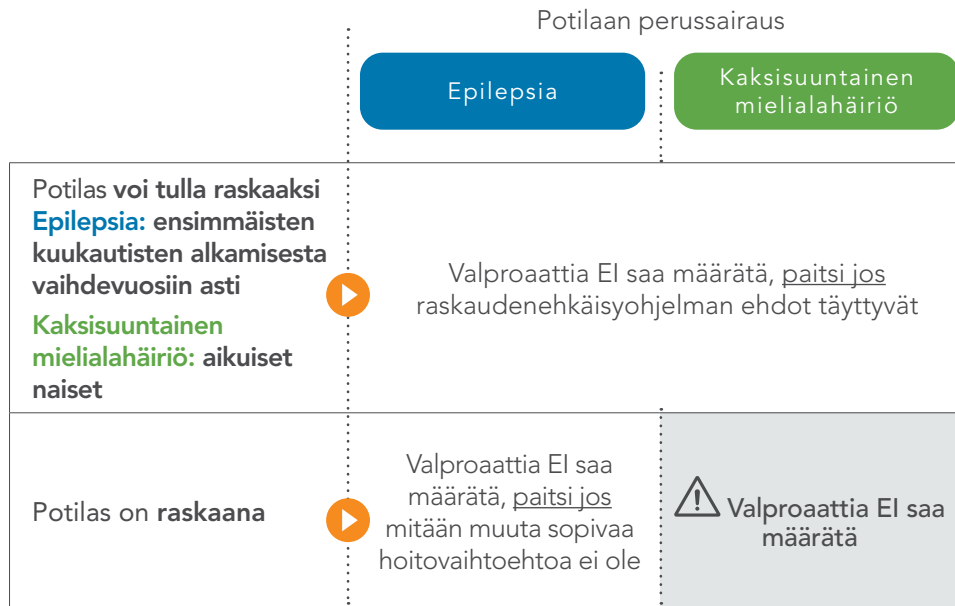 Potilaan perussairaus
Epilepsia
Kaksisuuntainen
mielialahäiriö
Potilas voi tulla raskaaksi
Epilepsia: ensimmäisten
kuukautisten alkamisesta
vaihdevuosiin asti
Kaksisuuntainen
mielialahäiriö: aikuiset
naiset
Valproaattia EI saa määrätä, paitsi jos
raskaudenehkäisyohjelman ehdot täyttyvät
Potilas on raskaana
Valproaattia EI saa
määrätä, paitsi jos
mitään muuta sopivaa
hoitovaihtoehtoa ei ole
Valproaattia EI saa
määrätä